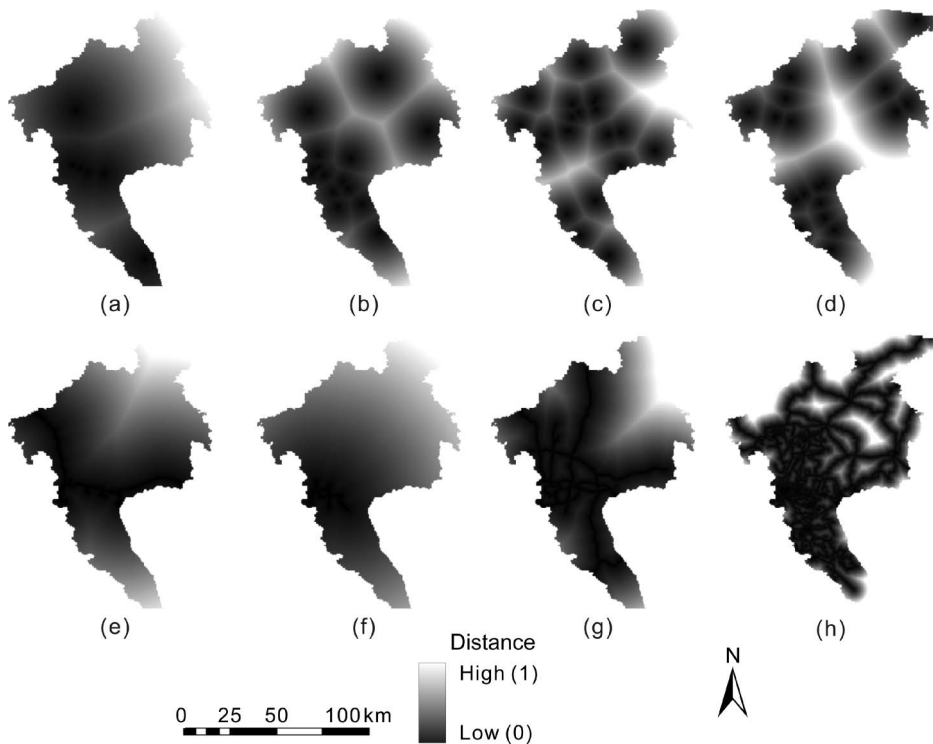 (a)
(b)
(c)
(d)
(e)
(f)
(g)
(h)
Distance
High (1)
Low (0)
0 25 50 100 km
N